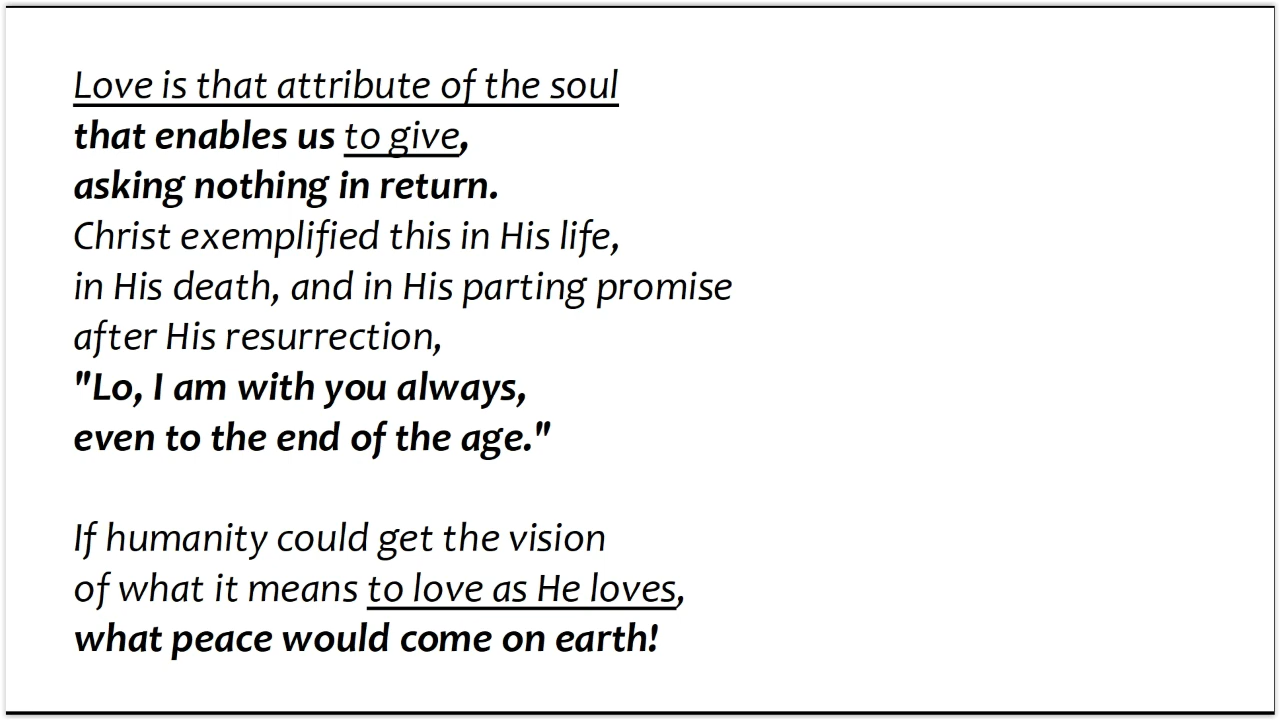 Love is that attribute of the soul
that enables us to give,
asking nothing in return.
Christ exemplified this in His life,
in His death, and in His parting promise
after His resurrection,
"Lo, I am with you always,
even to the end of the age."
If humanity could get the vision
of what it means to love as He loves,
what peace would come on earth!